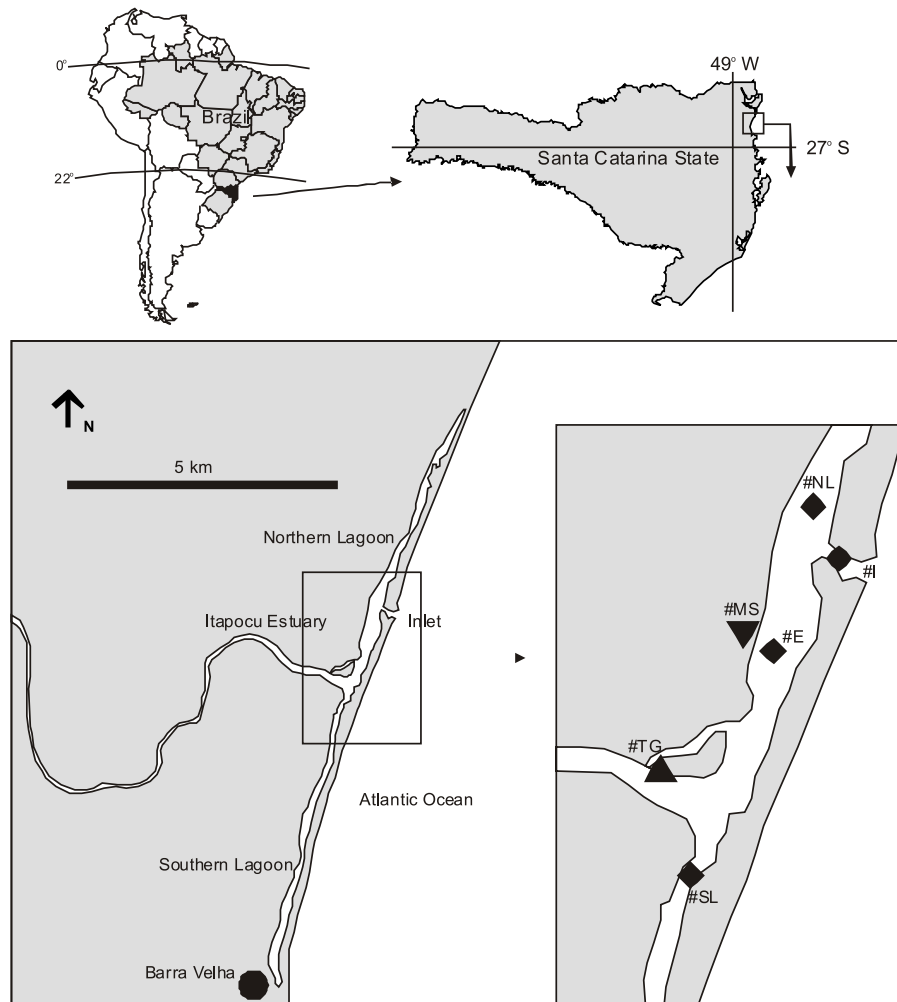 49° W
0°
Brazil
Santa Catarina State
27° S
22°
N
5 km
#NL
Northern Lagoon
#I
Itapocu Estuary
Inlet
#MS
#E
#TG
Atlantic Ocean
Southern Lagoon
#SL
Barra Velha